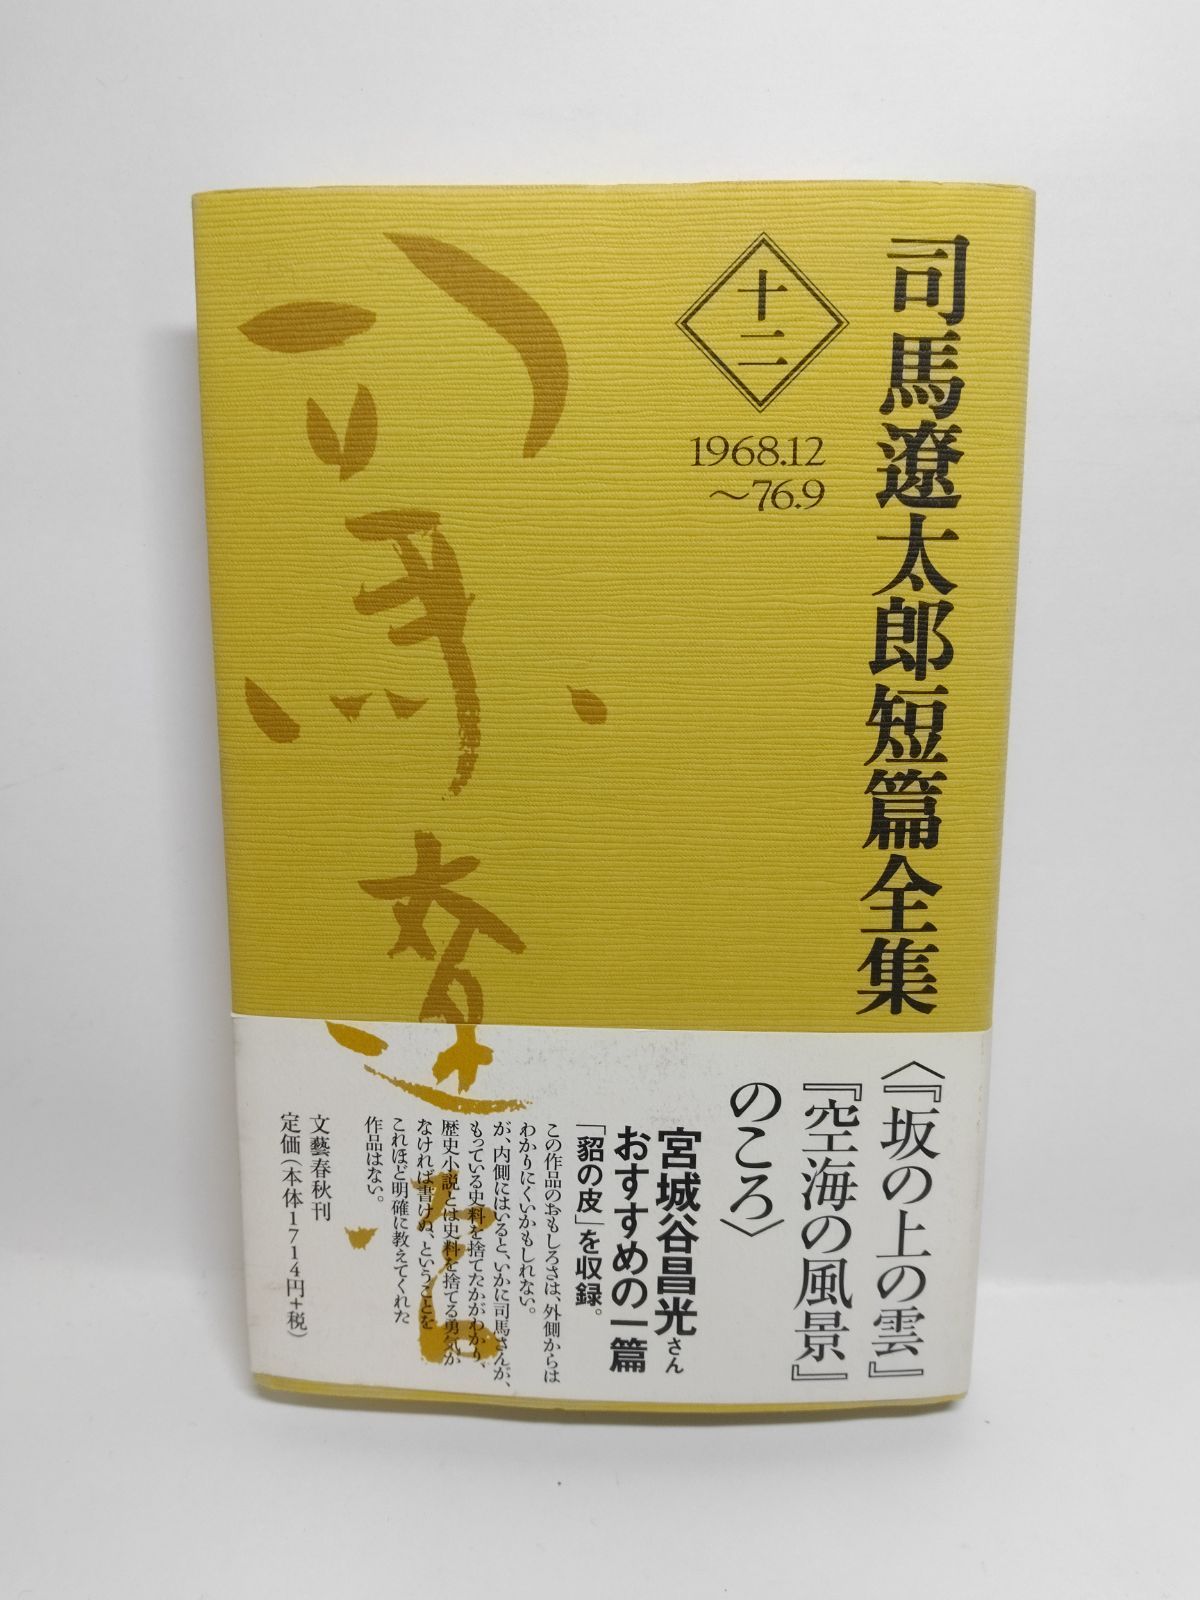 司馬遼太郎短篇全集
十二
1968.12
～76.9
司馬遼
〈『坂の上の雲』
『空海の風景』
のころ〉
宮城谷昌光さん
おすすめの一篇
「貂の皮」を収録。
この作品のおもしろさは、外側からは
わかりにくいかもしれない。
が、内側にはいると、いかに司馬さんが、
もっている史料を捨てたかがわかり、
歴史小説とは史料を捨てる勇気が
なければ書けぬ、ということを
これほど明確に教えてくれた
作品はない。
文藝春秋刊
定価(本体1714円+税)